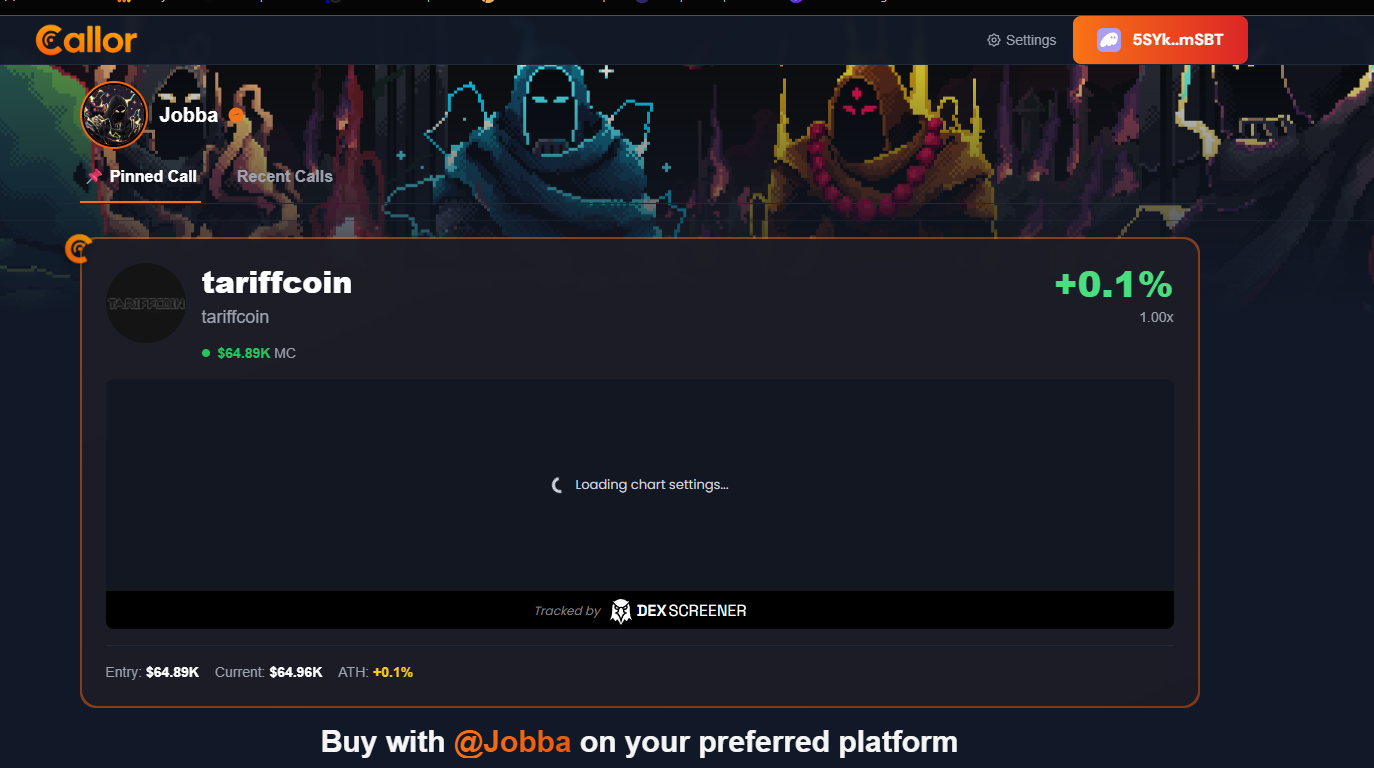 Callor
Settings
5SYk..mSBT
Jobba
Pinned Call
Recent Calls
TARIFFCOIN
tariffcoin
+0.1%
tariffcoin
1.00x
$64.89K MC
Loading chart settings...
Tracked by DEX SCREENER
Entry: $64.89K Current: $64.96K ATH: +0.1%
Buy with @Jobba on your preferred platform